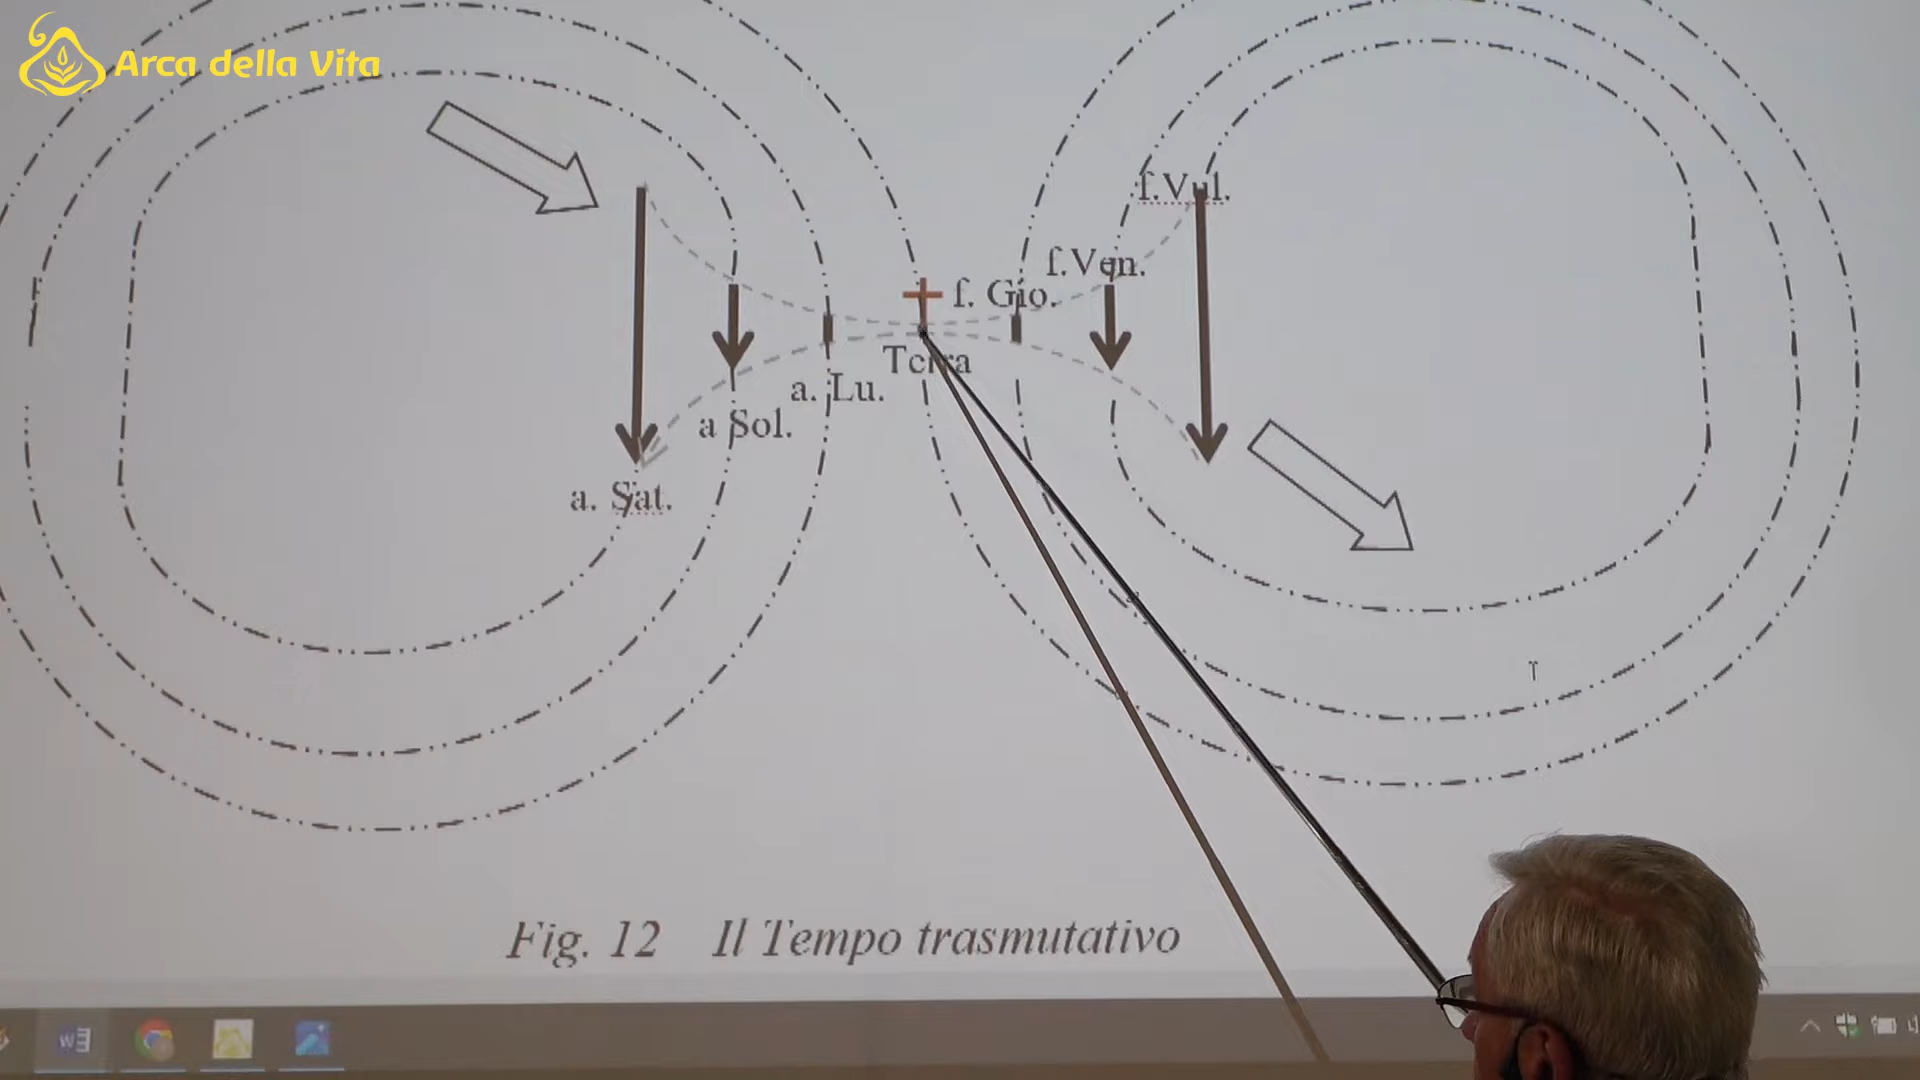 Arca della Vita
f.Vul.
f.Ven.
f. Gio.
Terra
a. Lu.
a Sol.
a. Sat.
Fig. 12 Il Tempo trasmutativo